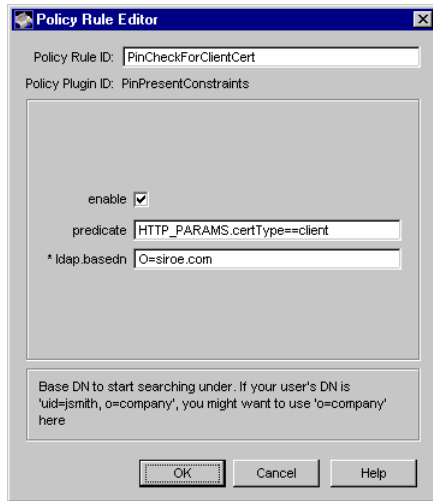 Policy Rule Editor
Policy Rule ID: PinCheckForClientCert
Policy Plugin ID: PinPresentConstraints
enable
predicate HTTP_PARAMS.certType==client
* ldap.basedn O=siroe.com
Base DN to start searching under. If your user's DN is
'uid=jsmith, o=company', you might want to use 'o=company'
here
OK Cancel Help